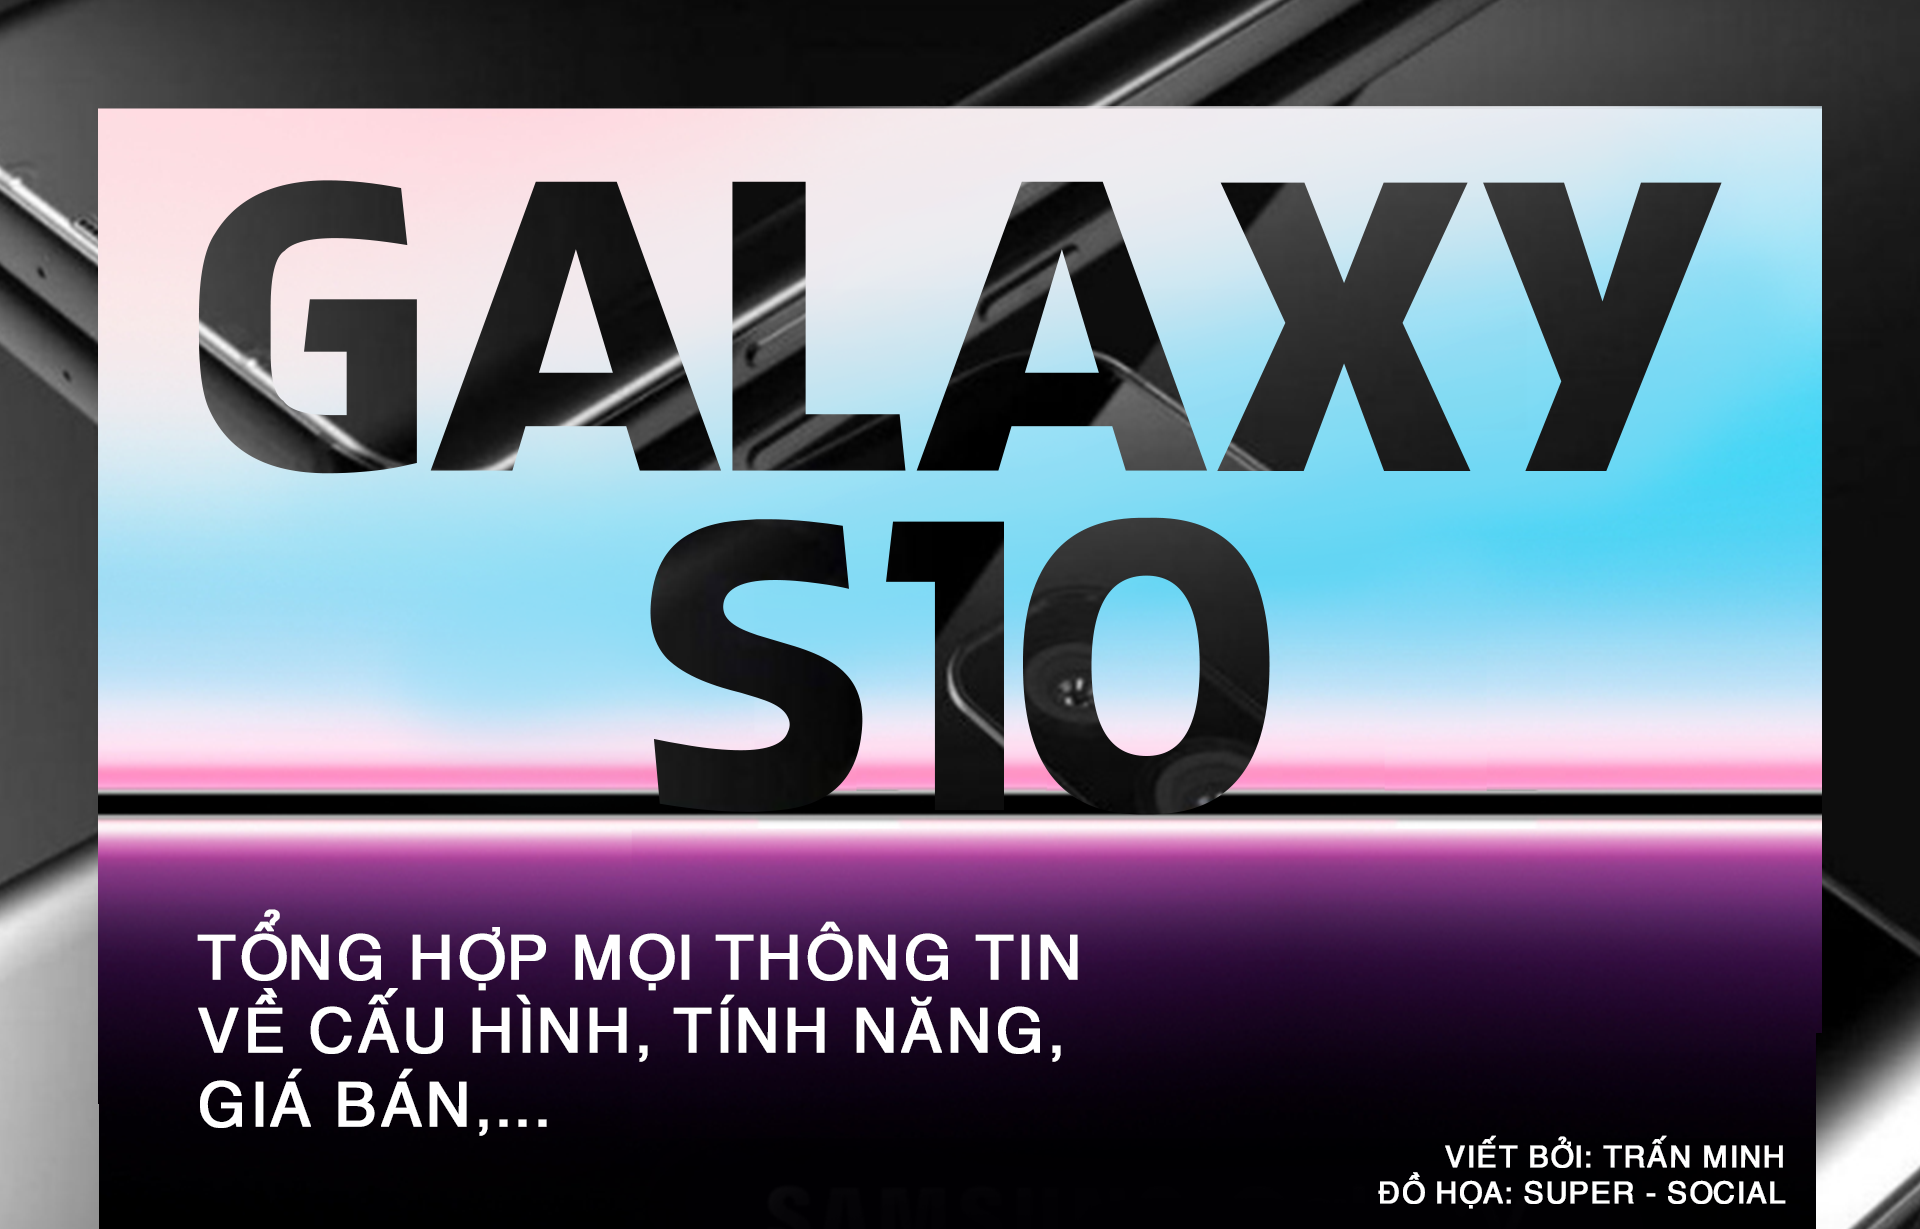 GALAXY
S10
TỔNG HỢP MỌI THÔNG TIN
VỀ CẤU HÌNH, TÍNH NĂNG,
GIÁ BÁN,...
VIẾT BỞI: TRẤN MINH
ĐỒ HỌA: SUPER - SOCIAL